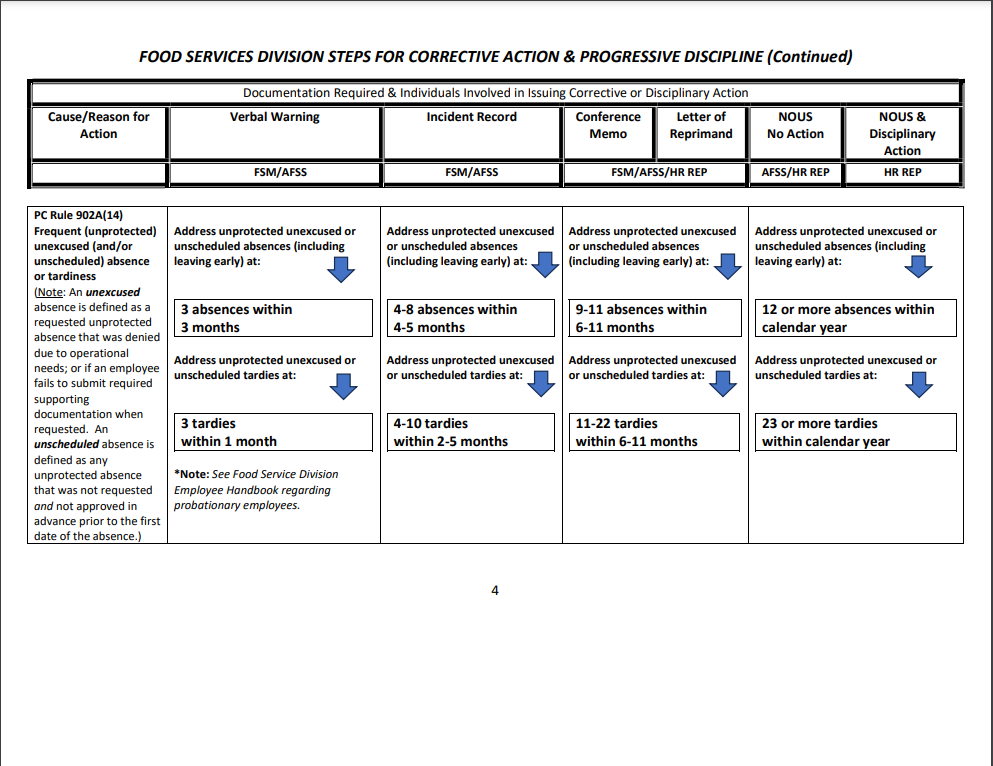 FOOD SERVICES DIVISION STEPS FOR CORRECTIVE ACTION & PROGRESSIVE DISCIPLINE (Continued)
Documentation Required & Individuals Involved in Issuing Corrective or Disciplinary Action
Cause/Reason for
Action
Verbal Warning
Incident Record
Conference
Memo
Letter of
Reprimand
NOUS
No Action
NOUS &
Disciplinary
Action
FSM/AFSS
FSM/AFSS
FSM/AFSS/HR REP
AFSS/HR REP
HR REP
PC Rule 902A(14)
Frequent (unprotected)
unexcused (and/or
unscheduled) absence
or tardiness
(Note: An unexcused
absence is defined as a
requested unprotected
absence that was denied
due to operational
needs; or if an employee
fails to submit required
supporting
documentation when
requested. An
unscheduled absence is
defined as any
unprotected absence
that was not requested
and not approved in
advance prior to the first
date of the absence.)
Address unprotected unexcused or
unscheduled absences (including
leaving early) at:
3 absences within
3 months
Address unprotected unexcused or
unscheduled tardies at:
3 tardies
within 1 month
*Note: See Food Service Division
Employee Handbook regarding
probationary employees.
Address unprotected unexcused
or unscheduled absences
(including leaving early) at:
4-8 absences within
4-5 months
Address unprotected unexcused
or unscheduled tardies at:
4-10 tardies
within 2-5 months
Address unprotected unexcused
or unscheduled absences
(including leaving early) at:
9-11 absences within
6-11 months
Address unprotected unexcused
or unscheduled tardies at:
11-22 tardies
within 6-11 months
Address unprotected unexcused or
unscheduled absences (including
leaving early) at:
12 or more absences within
calendar year
Address unprotected unexcused or
unscheduled tardies at:
23 or more tardies
within calendar year
4